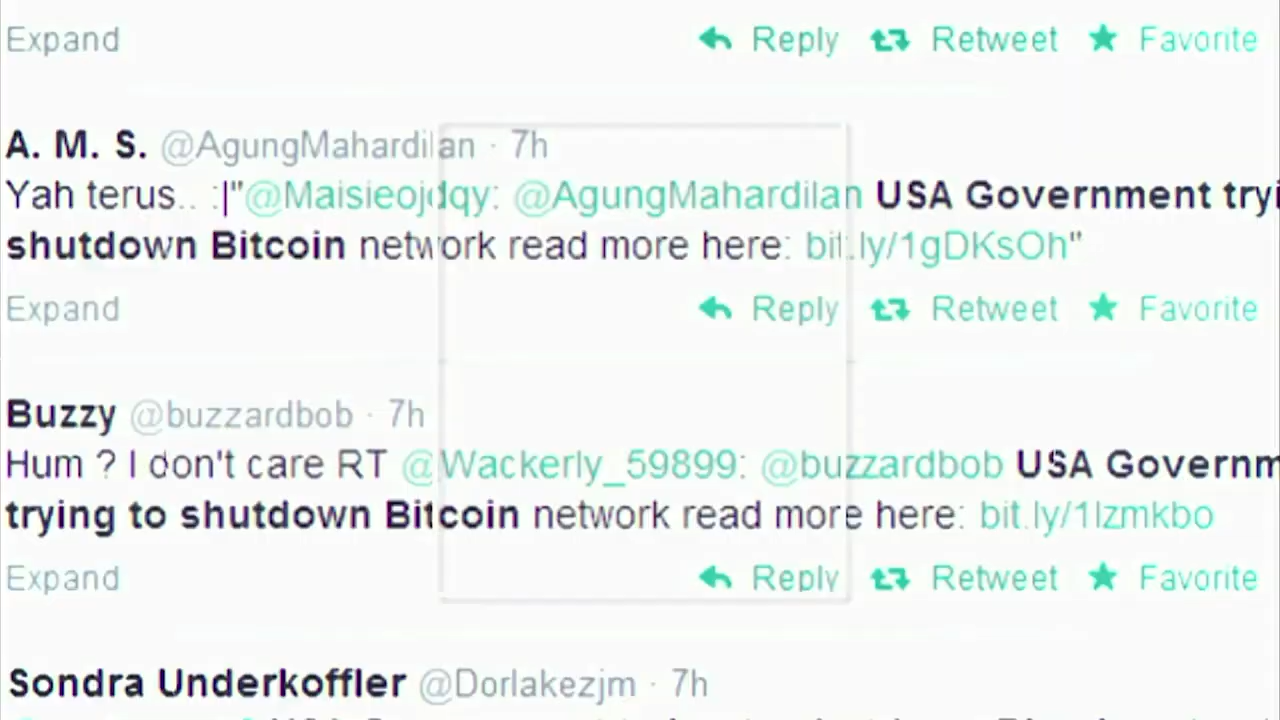 Expand Reply Retweet Favorite
A. M. S. @AgungMahardilan · 7h
Yah terus.. :|"@Maisieojdqy: @AgungMahardilan USA Government tryi
shutdown Bitcoin network read more here: bit.ly/1gDKsOh"
Expand Reply Retweet Favorite
Buzzy @buzzardbob · 7h
Hum ? I don't care RT @Wackerly_59899: @buzzardbob USA Governm
trying to shutdown Bitcoin network read more here: bit.ly/1lzmkbo
Expand Reply Retweet Favorite
Sondra Underkoffler @Dorlakezjm · 7h